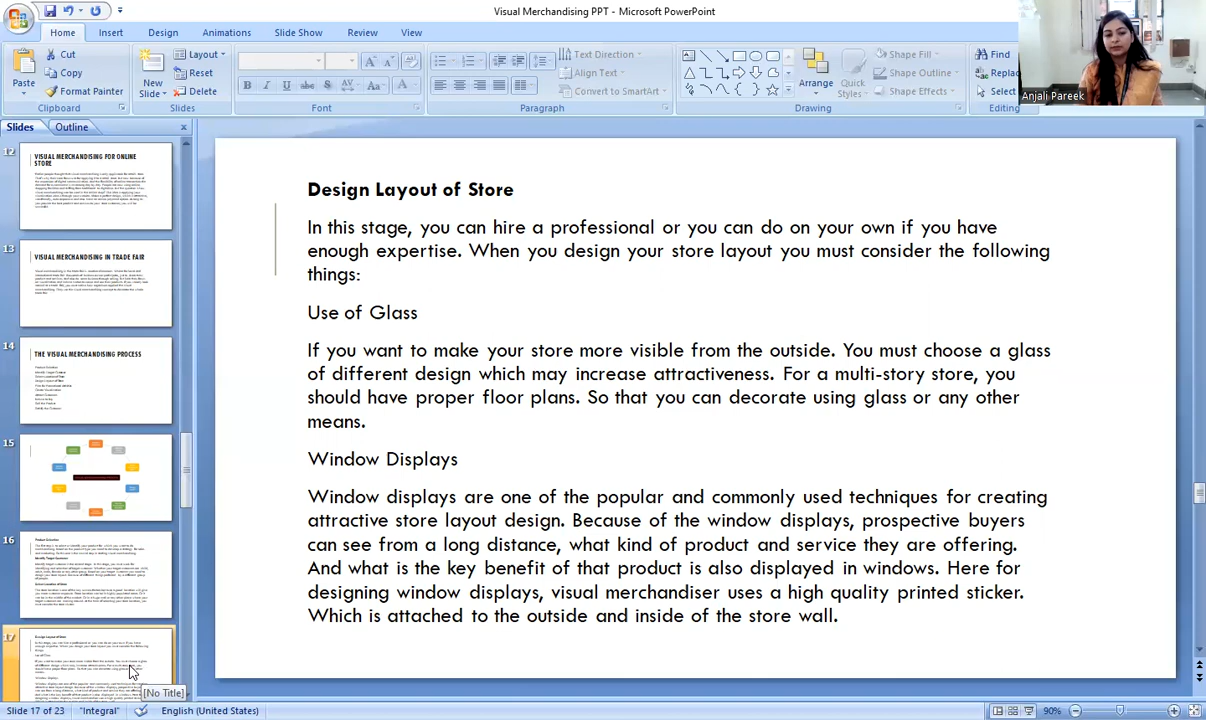 Visual Merchandising PPT - Microsoft PowerPoint
Home Insert Design Animations Slide Show Review View
Cut
Copy
Format Painter
Paste
Clipboard
New
Slide
Layout
Reset
Delete
Slides
Font
Text Direction
Align Text
Convert to SmartArt
Paragraph
Arrange
Quick
Styles
Shape Fill
Shape Outline
Shape Effects
Drawing
Find
Replac
Select
Editing
Anjali Pareek
Slides Outline
12
VISUAL MERCHANDISING FOR ONLINE
STORE
13
VISUAL MERCHANDISING IN TRADE FAIR
14
THE VISUAL MERCHANDISING PROCESS
15
16
17
[No Title]
Design Layout of Store
In this stage, you can hire a professional or you can do on your own if you have
enough expertise. When you design your store layout you must consider the following
things:
Use of Glass
If you want to make your store more visible from the outside. You must choose a glass
of different design which may increase attractiveness. For a multi-story store, you
should have proper floor plans. So that you can decorate using glass or any other
means.
Window Displays
Window displays are one of the popular and commonly used techniques for creating
attractive store layout design. Because of the window displays, prospective buyers
can see from a long distance, what kind of product and service they are offering.
And what is the key benefit of that product is also displayed in windows. Here for
designing window displays, visual merchandiser uses a high quality printed sticker.
Which is attached to the outside and inside of the store wall.
Slide 17 of 23 "Integral" English (United States) 90%